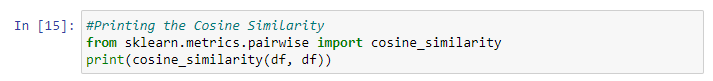 In [15]: #Printing the Cosine Similarity
from sklearn.metrics.pairwise import cosine_similarity
print(cosine_similarity(df, df))